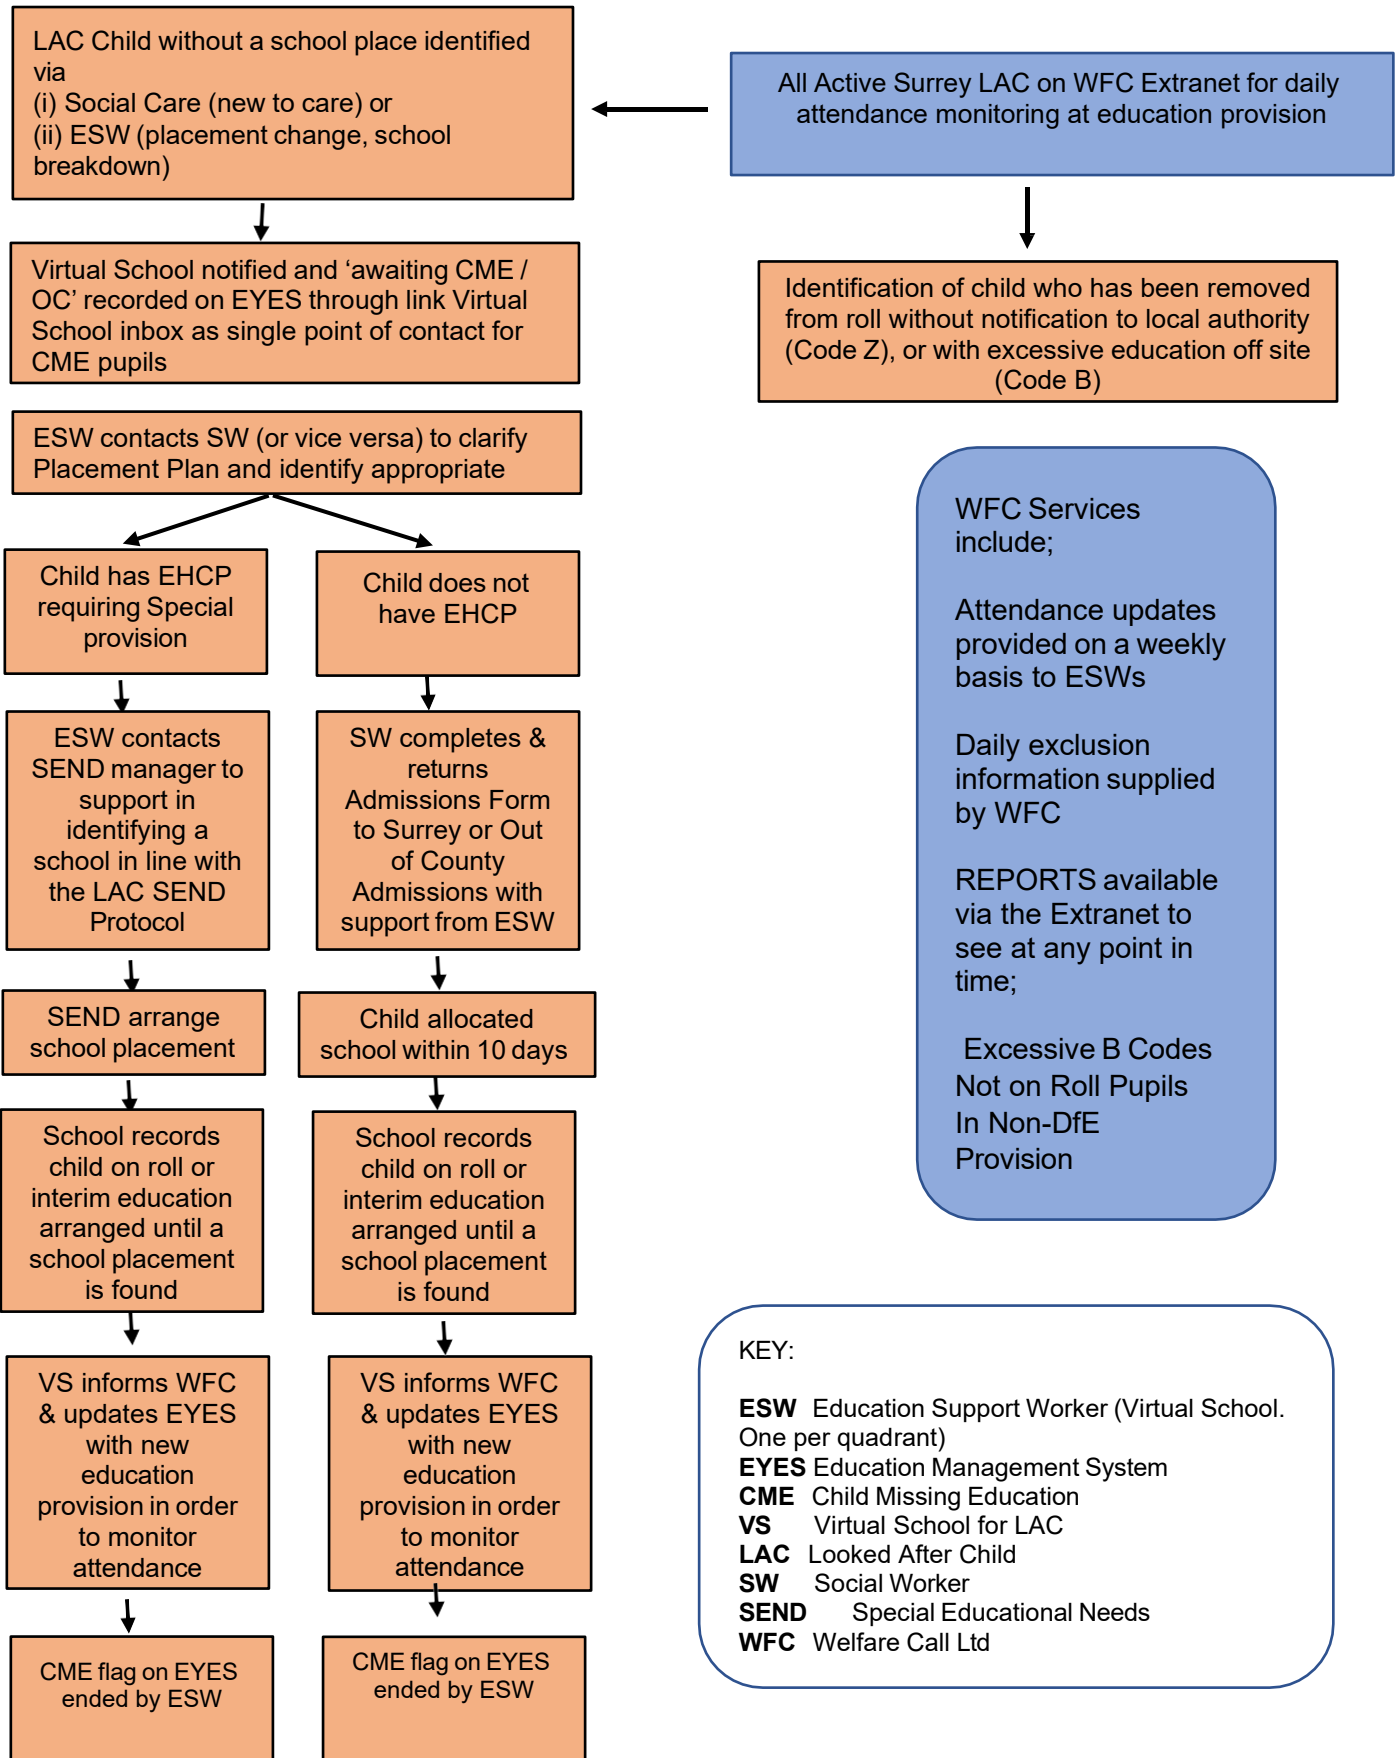 LAC Child without a school place identified
via
(i) Social Care (new to care) or
(ii) ESW (placement change, school
breakdown)
All Active Surrey LAC on WFC Extranet for daily
attendance monitoring at education provision
Virtual School notified and ‘awaiting CME /
OC’ recorded on EYES through link Virtual
School inbox as single point of contact for
CME pupils
Identification of child who has been removed
from roll without notification to local authority
(Code Z), or with excessive education off site
(Code B)
ESW contacts SW (or vice versa) to clarify
Placement Plan and identify appropriate
Child has EHCP
requiring Special
provision
Child does not
have EHCP
ESW contacts
SEND manager to
support in
identifying a
school in line with
the LAC SEND
Protocol
SW completes &
returns
Admissions Form
to Surrey or Out
of County
Admissions with
support from ESW
SEND arrange
school placement
Child allocated
school within 10 days
School records
child on roll or
interim education
arranged until a
school placement
is found
School records
child on roll or
interim education
arranged until a
school placement
is found
VS informs WFC
& updates EYES
with new
education
provision in order
to monitor
attendance
VS informs WFC
& updates EYES
with new
education
provision in order
to monitor
attendance
CME flag on EYES
ended by ESW
CME flag on EYES
ended by ESW
WFC Services
include;
Attendance updates
provided on a weekly
basis to ESWs
Daily exclusion
information supplied
by WFC
REPORTS available
via the Extranet to
see at any point in
time;
Excessive B Codes
Not on Roll Pupils
In Non-DfE
Provision
KEY:
ESW Education Support Worker (Virtual School.
One per quadrant)
EYES Education Management System
CME Child Missing Education
VS Virtual School for LAC
LAC Looked After Child
SW Social Worker
SEND Special Educational Needs
WFC Welfare Call Ltd